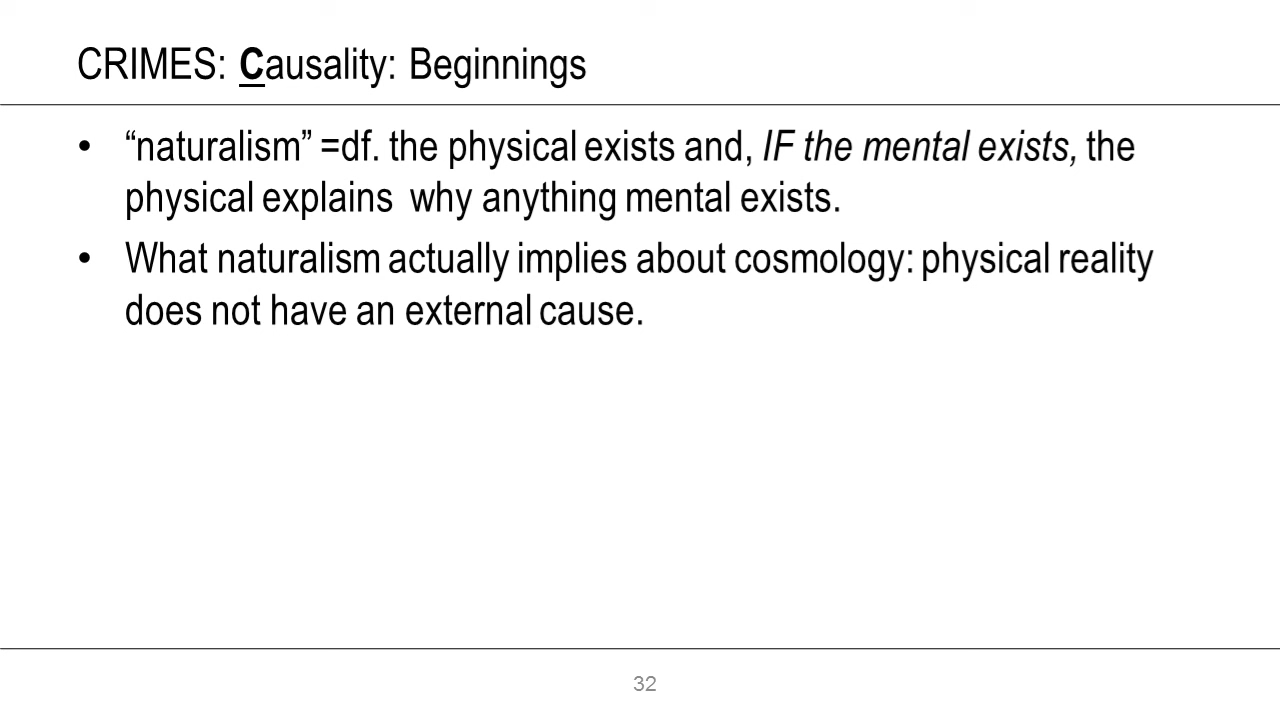 CRIMES: Causality: Beginnings
• “naturalism” =df. the physical exists and, IF the mental exists, the
physical explains  why anything mental exists.
• What naturalism actually implies about cosmology: physical reality
does not have an external cause.
32